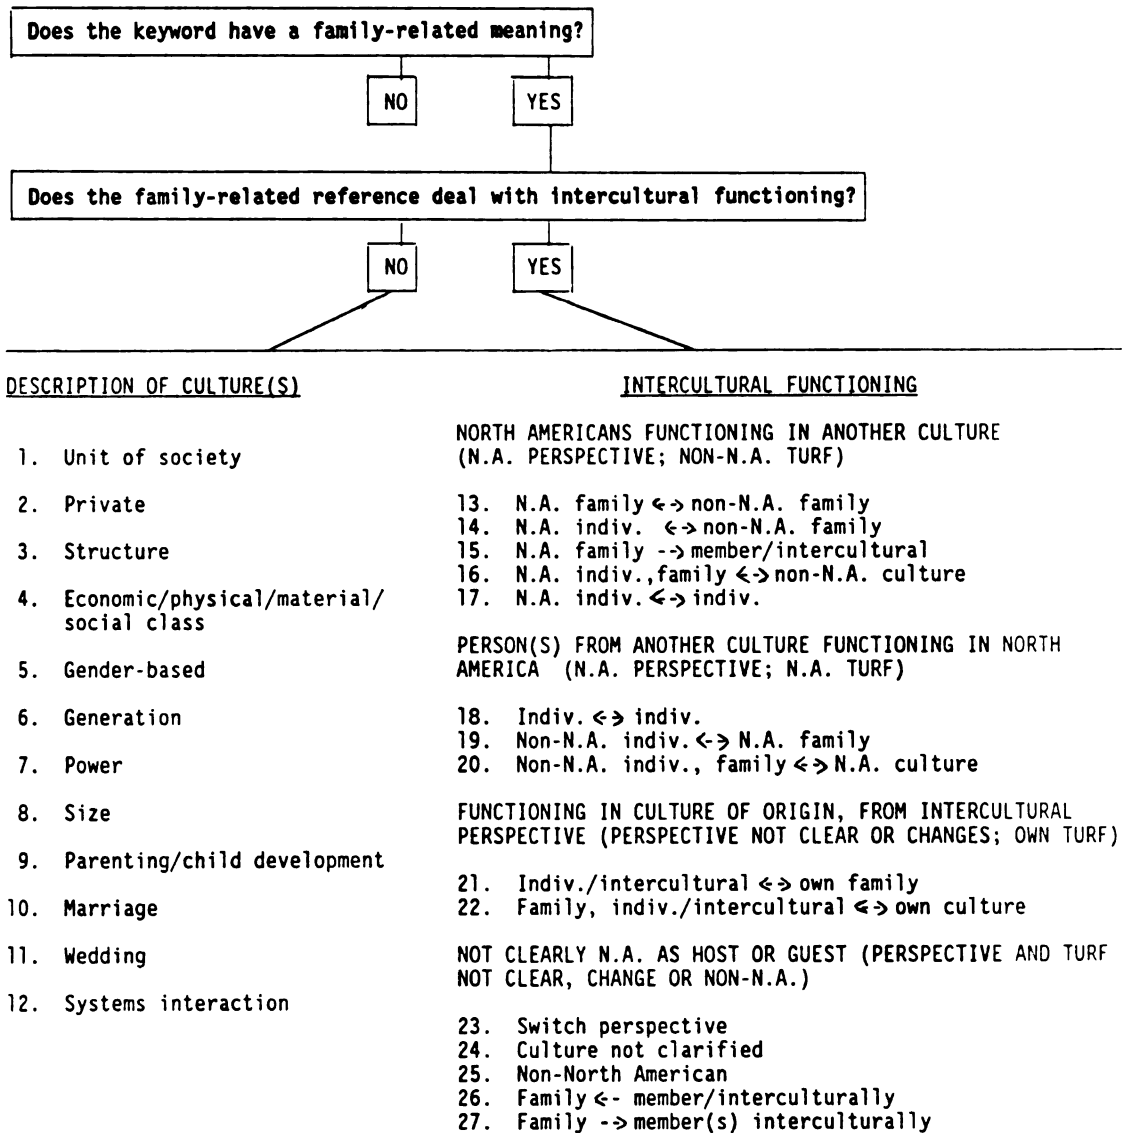 Does the keyword have a family-related meaning?
NO
YES
Does the family-related reference deal with intercultural functioning?
NO
YES
DESCRIPTION OF CULTURE(S)
1. Unit of society
2. Private
3. Structure
4. Economic/physical/material/
social class
5. Gender-based
6. Generation
7. Power
8. Size
9. Parenting/child development
10. Marriage
11. Wedding
12. Systems interaction
INTERCULTURAL FUNCTIONING
NORTH AMERICANS FUNCTIONING IN ANOTHER CULTURE
(N.A. PERSPECTIVE; NON-N.A. TURF)
13. N.A. family <-> non-N.A. family
14. N.A. indiv. <-> non-N.A. family
15. N.A. family --> member/intercultural
16. N.A. indiv.,family <-> non-N.A. culture
17. N.A. indiv. <-> indiv.
PERSON(S) FROM ANOTHER CULTURE FUNCTIONING IN NORTH
AMERICA (N.A. PERSPECTIVE; N.A. TURF)
18. Indiv. <-> indiv.
19. Non-N.A. indiv. <-> N.A. family
20. Non-N.A. indiv., family <-> N.A. culture
FUNCTIONING IN CULTURE OF ORIGIN, FROM INTERCULTURAL
PERSPECTIVE (PERSPECTIVE NOT CLEAR OR CHANGES; OWN TURF)
21. Indiv./intercultural <-> own family
22. Family, indiv./intercultural <-> own culture
NOT CLEARLY N.A. AS HOST OR GUEST (PERSPECTIVE AND TURF
NOT CLEAR, CHANGE OR NON-N.A.)
23. Switch perspective
24. Culture not clarified
25. Non-North American
26. Family <- member/interculturally
27. Family --> member(s) interculturally